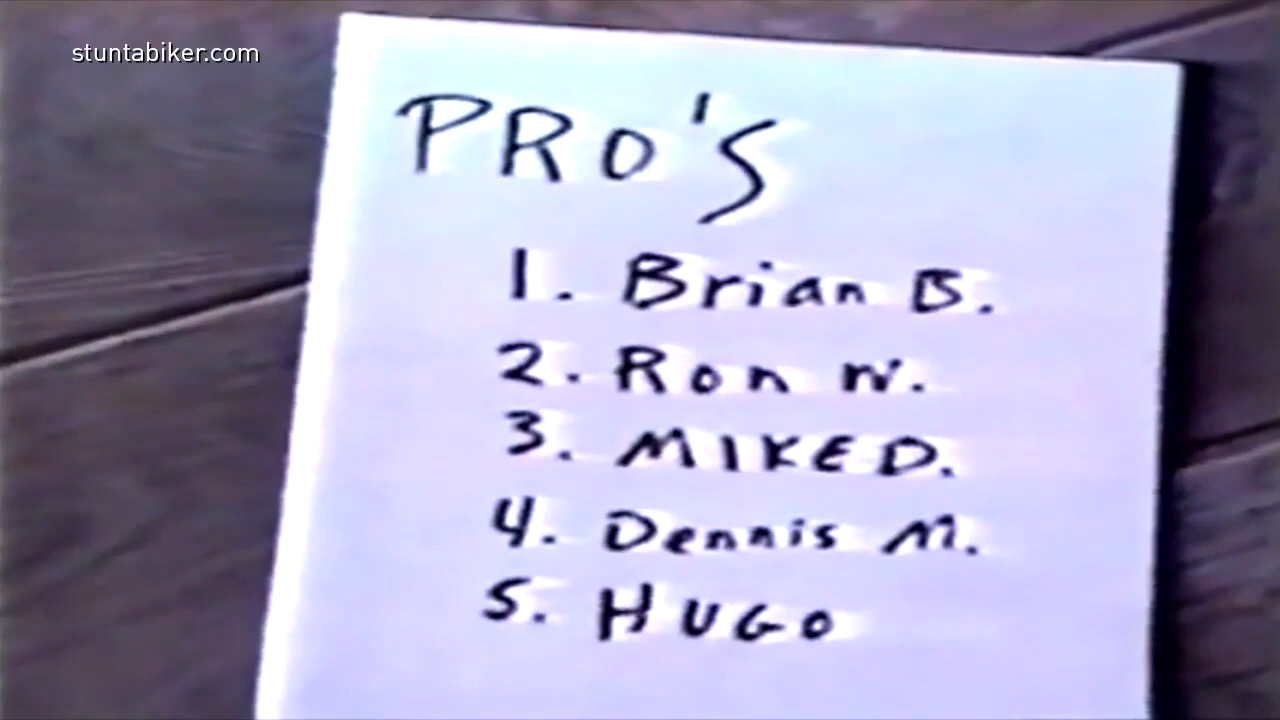 stuntabiker.com
PRO'S
1. Brian B.
2. Ron W.
3. MIKE D.
4. Dennis M.
5. HUGO